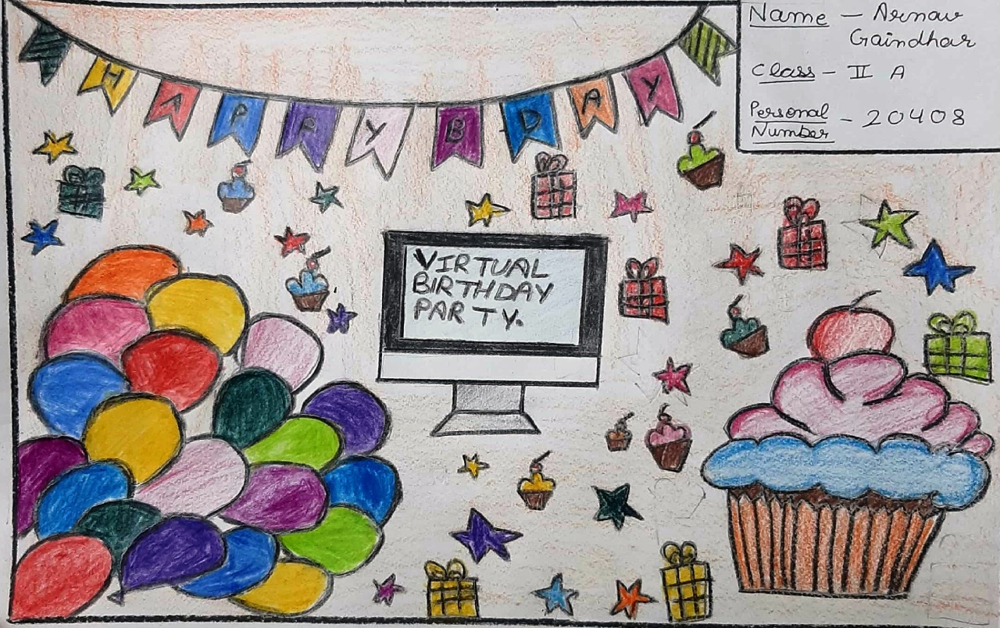 Name - Arnav
Gaindhar
Class - II A
Personal
Number - 20408
HAPPY BDAY
VIRTUAL
BIRTHDAY
PARTY.